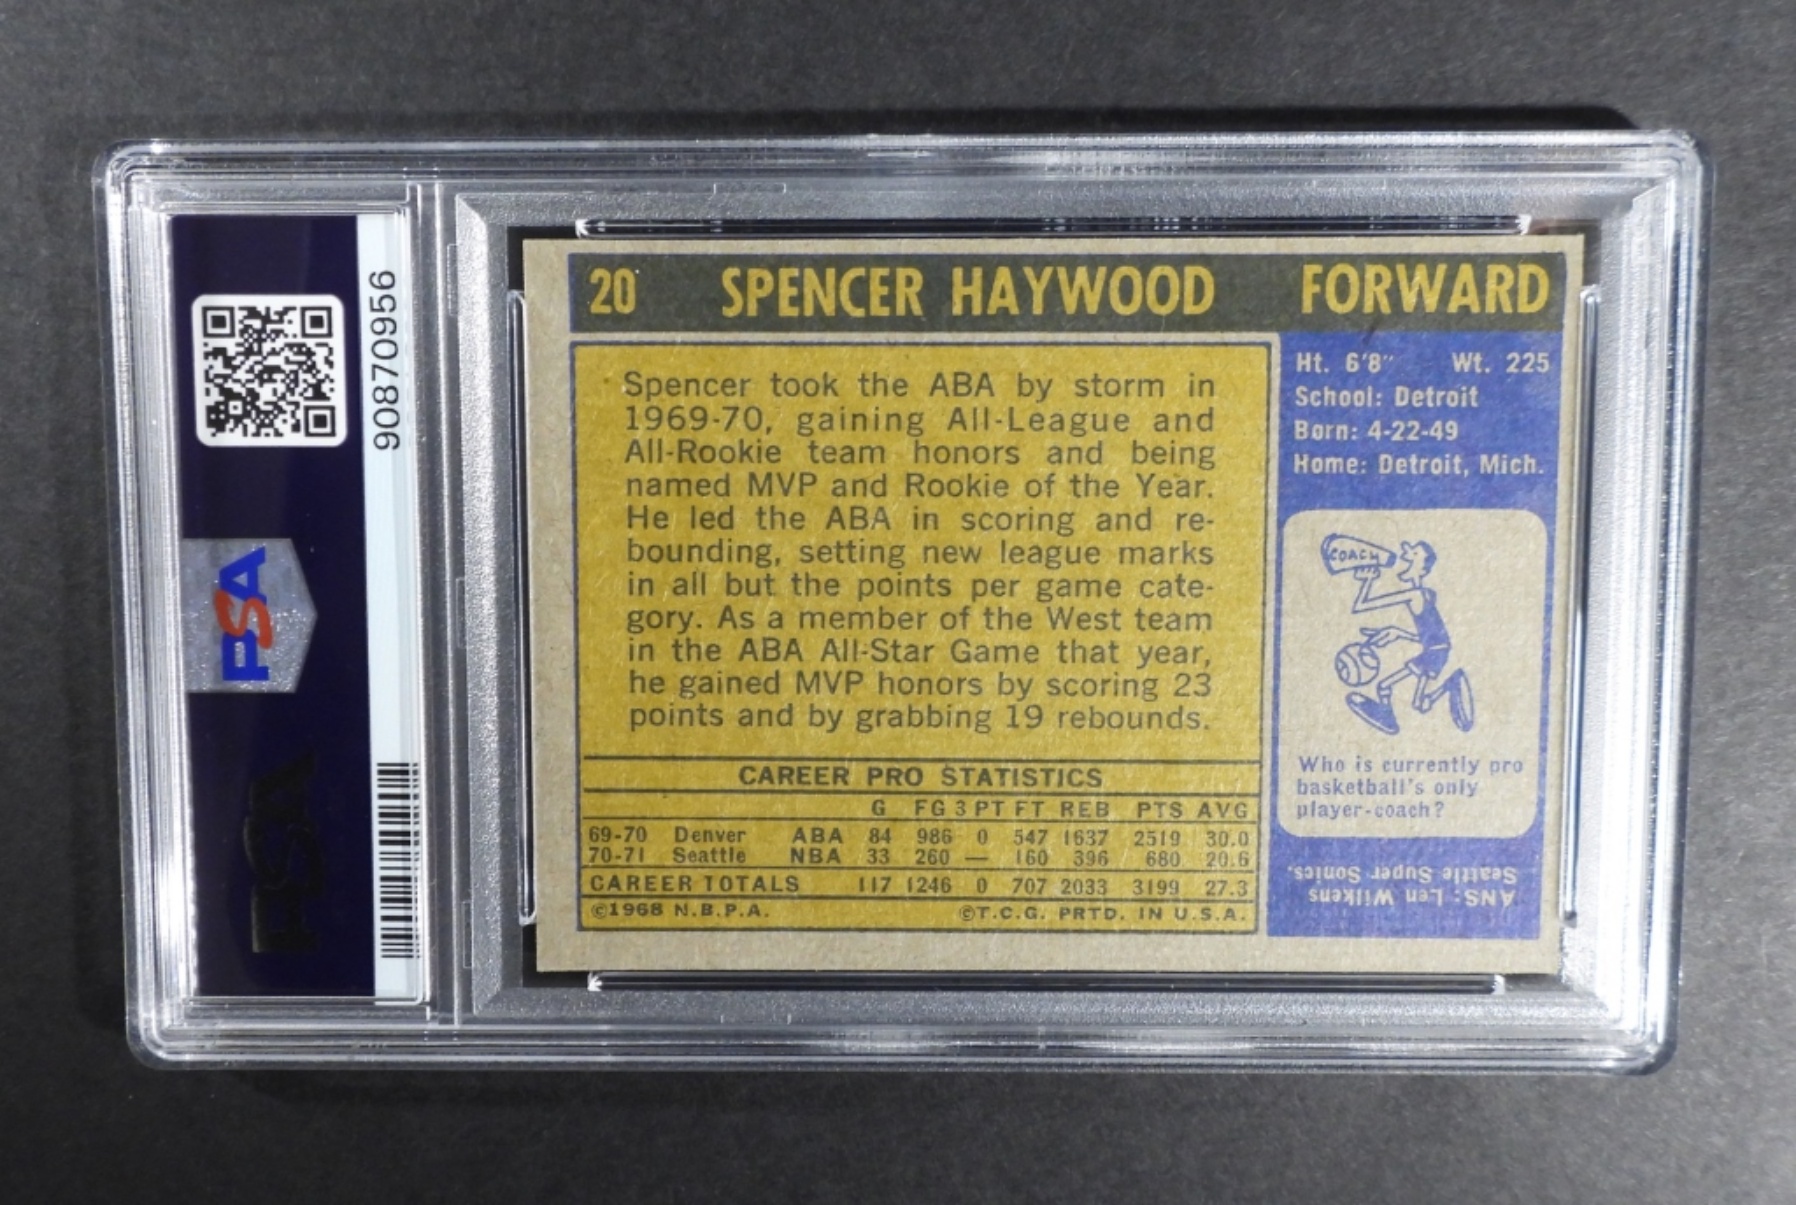 90870956
PSA
PSA
20 SPENCER HAYWOOD FORWARD
Spencer took the ABA by storm in
1969-70, gaining All-League and
All-Rookie team honors and being
named MVP and Rookie of the Year.
He led the ABA in scoring and re-
bounding, setting new league marks
in all but the points per game cate-
gory. As a member of the West team
in the ABA All-Star Game that year,
he gained MVP honors by scoring 23
points and by grabbing 19 rebounds.
CAREER PRO STATISTICS
G FG 3 PT FT REB PTS AVG
69-70 Denver ABA 84 986 0 547 1637 2519 30.0
70-71 Seattle NBA 33 260 — 160 396 680 20.6
CAREER TOTALS 117 1246 0 707 2033 3199 27.3
©1968 N.B.P.A. ©T.C.G. PRTD. IN U.S.A.
Ht. 6'8" Wt. 225
School: Detroit
Born: 4-22-49
Home: Detroit, Mich.
COACH
Who is currently pro
basketball's only
player-coach?
ANS: Len Wilkens
Seattle Super Sonics.